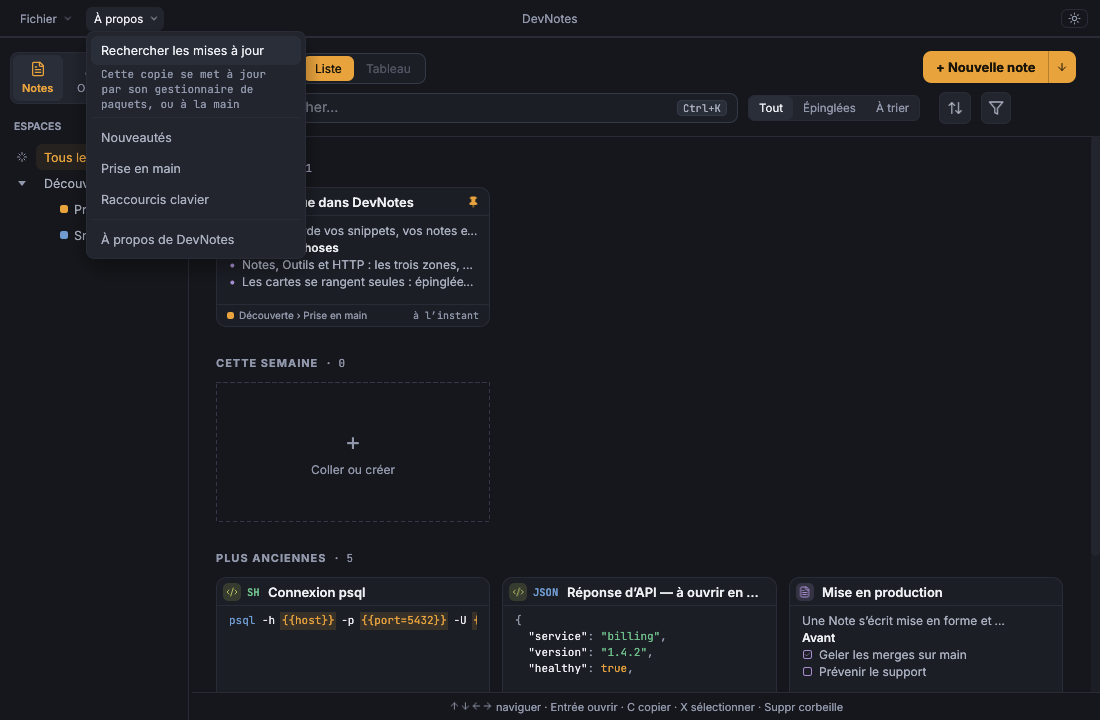 Fichier
À propos
DevNotes
Rechercher les mises à jour
Cette copie se met à jour
par son gestionnaire de
paquets, ou à la main
Nouveautés
Prise en main
Raccourcis clavier
À propos de DevNotes
Notes
ESPACES
Tous le
Découv
Liste
Tableau
+ Nouvelle note
her...
Ctrl+K
Tout
Épinglées
À trier
1
e dans DevNotes
rde vos snippets, vos notes e...
hoses
Notes, Outils et HTTP : les trois zones, ...
Les cartes se rangent seules : épinglée...
Découverte › Prise en main
à l’instant
CETTE SEMAINE · 0
+
Coller ou créer
PLUS ANCIENNES · 5
SH Connexion psql
psql -h {{host}} -p {{port=5432}} -U {
JSON Réponse d’API — à ouvrir en ...
{
"service": "billing",
"version": "1.4.2",
"healthy": true,
Mise en production
Une Note s’écrit mise en forme et ...
Avant
Geler les merges sur main
Prévenir le support
↑↓←→ naviguer · Entrée ouvrir · C copier · X sélectionner · Suppr corbeille